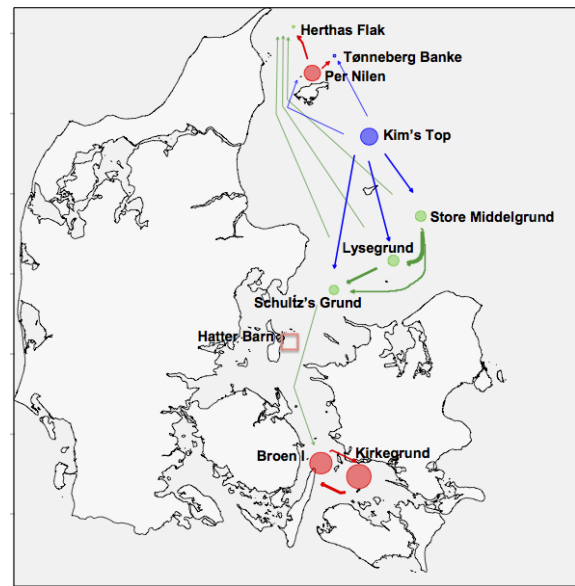 Herthas Flak
Tønneberg Banke
Per Nilen
Kim's Top
Store Middelgrund
Lysegrund
Schultz's Grund
Hatter Barn
Broen I
Kirkegrund